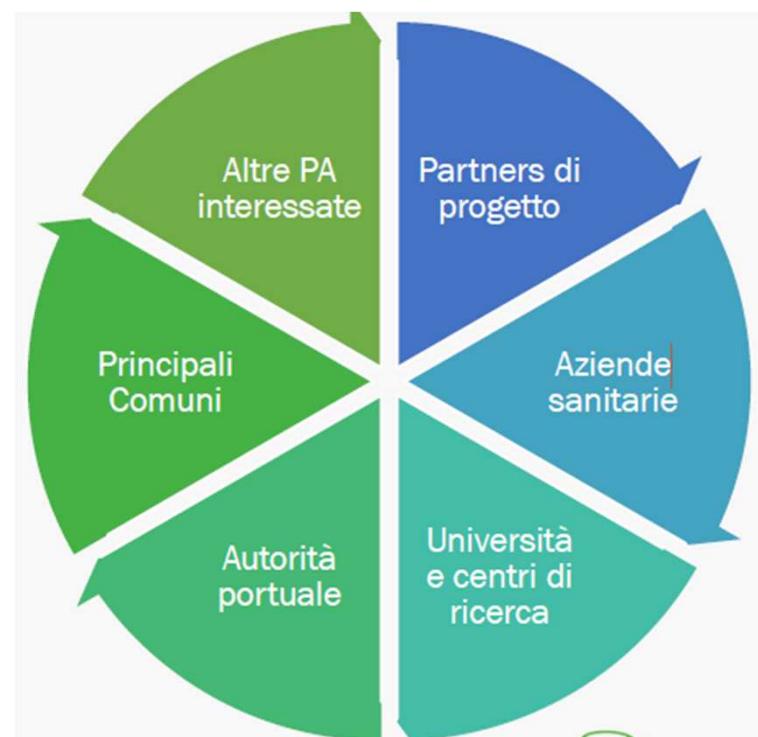 Altre PA
interessate
Partners di
progetto
Principali
Comuni
Aziende
sanitarie
Autorità
portuale
Università
e centri di
ricerca